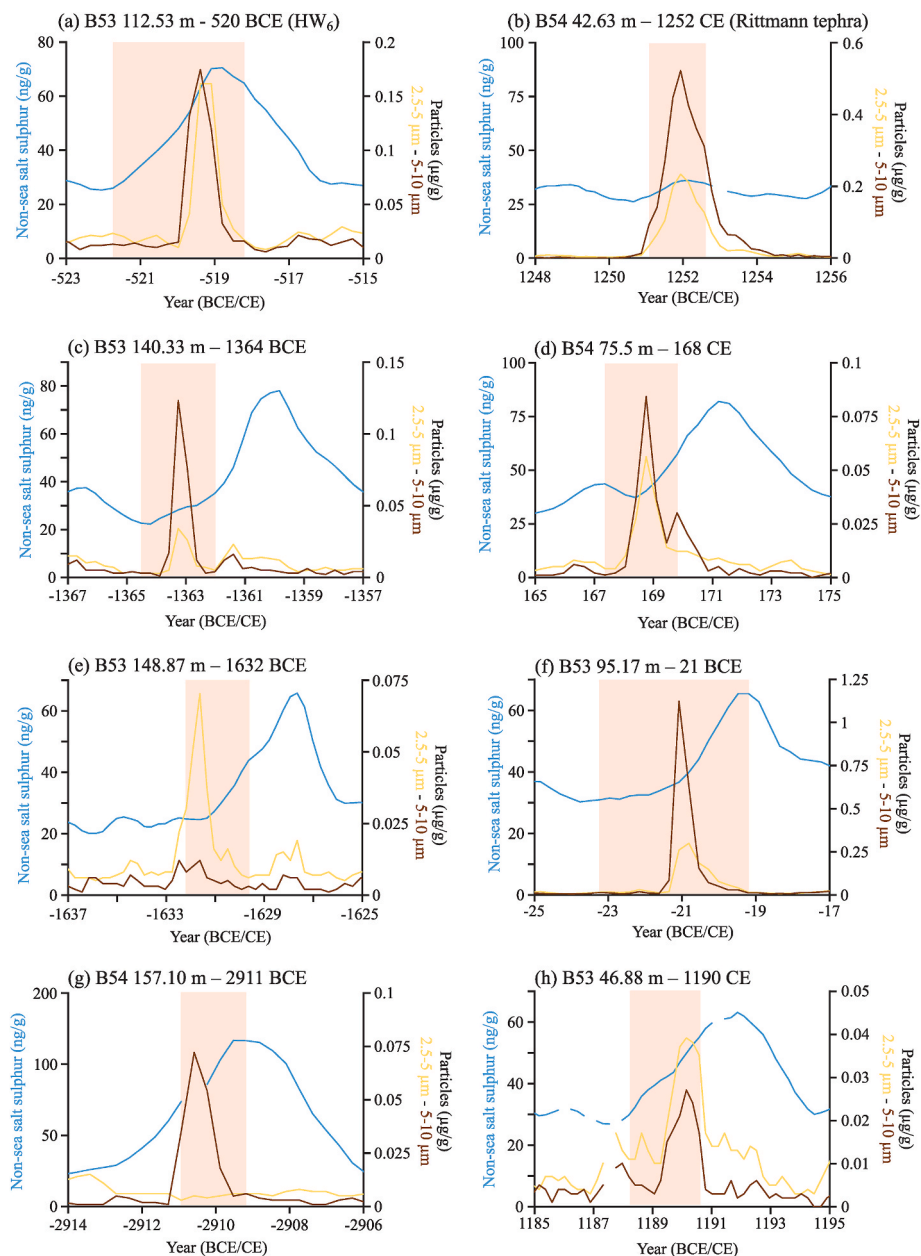 (a) B53 112.53 m - 520 BCE (HW6)
Non-sea salt sulphur (ng/g)
80
60
40
20
0
0.2
0.15
0.1
0.05
0
Particles (μg/g)
2.5-5 μm - 5-10 μm
-523
-521
-519
-517
-515
Year (BCE/CE)
(b) B54 42.63 m – 1252 CE (Rittmann tephra)
Non-sea salt sulphur (ng/g)
100
75
50
25
0
0.6
0.4
0.2
0
Particles (μg/g)
2.5-5 μm - 5-10 μm
1248
1250
1252
1254
1256
Year (BCE/CE)
(c) B53 140.33 m – 1364 BCE
Non-sea salt sulphur (ng/g)
80
60
40
20
0
0.15
0.1
0.05
0
Particles (μg/g)
2.5-5 μm - 5-10 μm
-1367
-1365
-1363
-1361
-1359
-1357
Year (BCE/CE)
(d) B54 75.5 m – 168 CE
Non-sea salt sulphur (ng/g)
100
75
50
25
0
0.1
0.075
0.05
0.025
0
Particles (μg/g)
2.5-5 μm - 5-10 μm
165
167
169
171
173
175
Year (BCE/CE)
(e) B53 148.87 m – 1632 BCE
Non-sea salt sulphur (ng/g)
60
40
20
0
0.075
0.05
0.025
0
Particles (μg/g)
2.5-5 μm - 5-10 μm
-1637
-1633
-1629
-1625
Year (BCE/CE)
(f) B53 95.17 m – 21 BCE
Non-sea salt sulphur (ng/g)
60
40
20
0
1.25
1
0.75
0.5
0.25
0
Particles (μg/g)
2.5-5 μm - 5-10 μm
-25
-23
-21
-19
-17
Year (BCE/CE)
(g) B54 157.10 m – 2911 BCE
Non-sea salt sulphur (ng/g)
200
100
50
0
0.1
0.075
0.05
0.025
0
Particles (μg/g)
2.5-5 μm - 5-10 μm
-2914
-2912
-2910
-2908
-2906
Year (BCE/CE)
(h) B53 46.88 m – 1190 CE
Non-sea salt sulphur (ng/g)
60
40
20
0
0.05
0.04
0.03
0.02
0.01
0
Particles (μg/g)
2.5-5 μm - 5-10 μm
1185
1187
1189
1191
1193
1195
Year (BCE/CE)